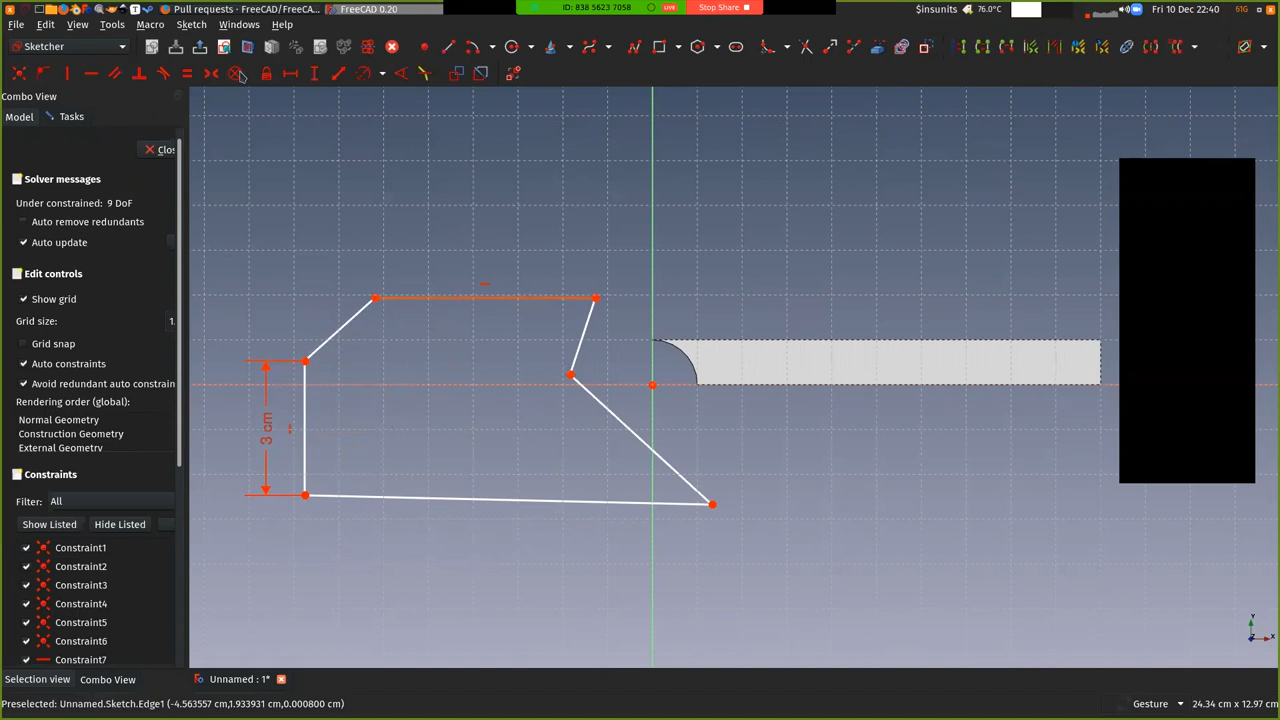 Pull requests - FreeCAD/FreeCA...
FreeCAD 0.20
ID: 838 5623 7058
LIVE
Stop Share
$insunits
76.0°C
Fri 10 Dec 22:40
61G
File Edit View Tools Macro Sketch Windows Help
Sketcher
Combo View
Model
Tasks
Clos
Solver messages
Under constrained: 9 DoF
Auto remove redundants
Auto update
Edit controls
Show grid
Grid size: 1.
Grid snap
Auto constraints
Avoid redundant auto constrain
Rendering order (global):
Normal Geometry
Construction Geometry
External Geometry
Constraints
Filter: All
Show Listed Hide Listed
Constraint1
Constraint2
Constraint3
Constraint4
Constraint5
Constraint6
Constraint7
3 cm
Y
Z
X
Selection view Combo View
Unnamed : 1*
Preselected: Unnamed.Sketch.Edge1 (-4.563557 cm,1.933931 cm,0.000800 cm)
Gesture
24.34 cm x 12.97 cm